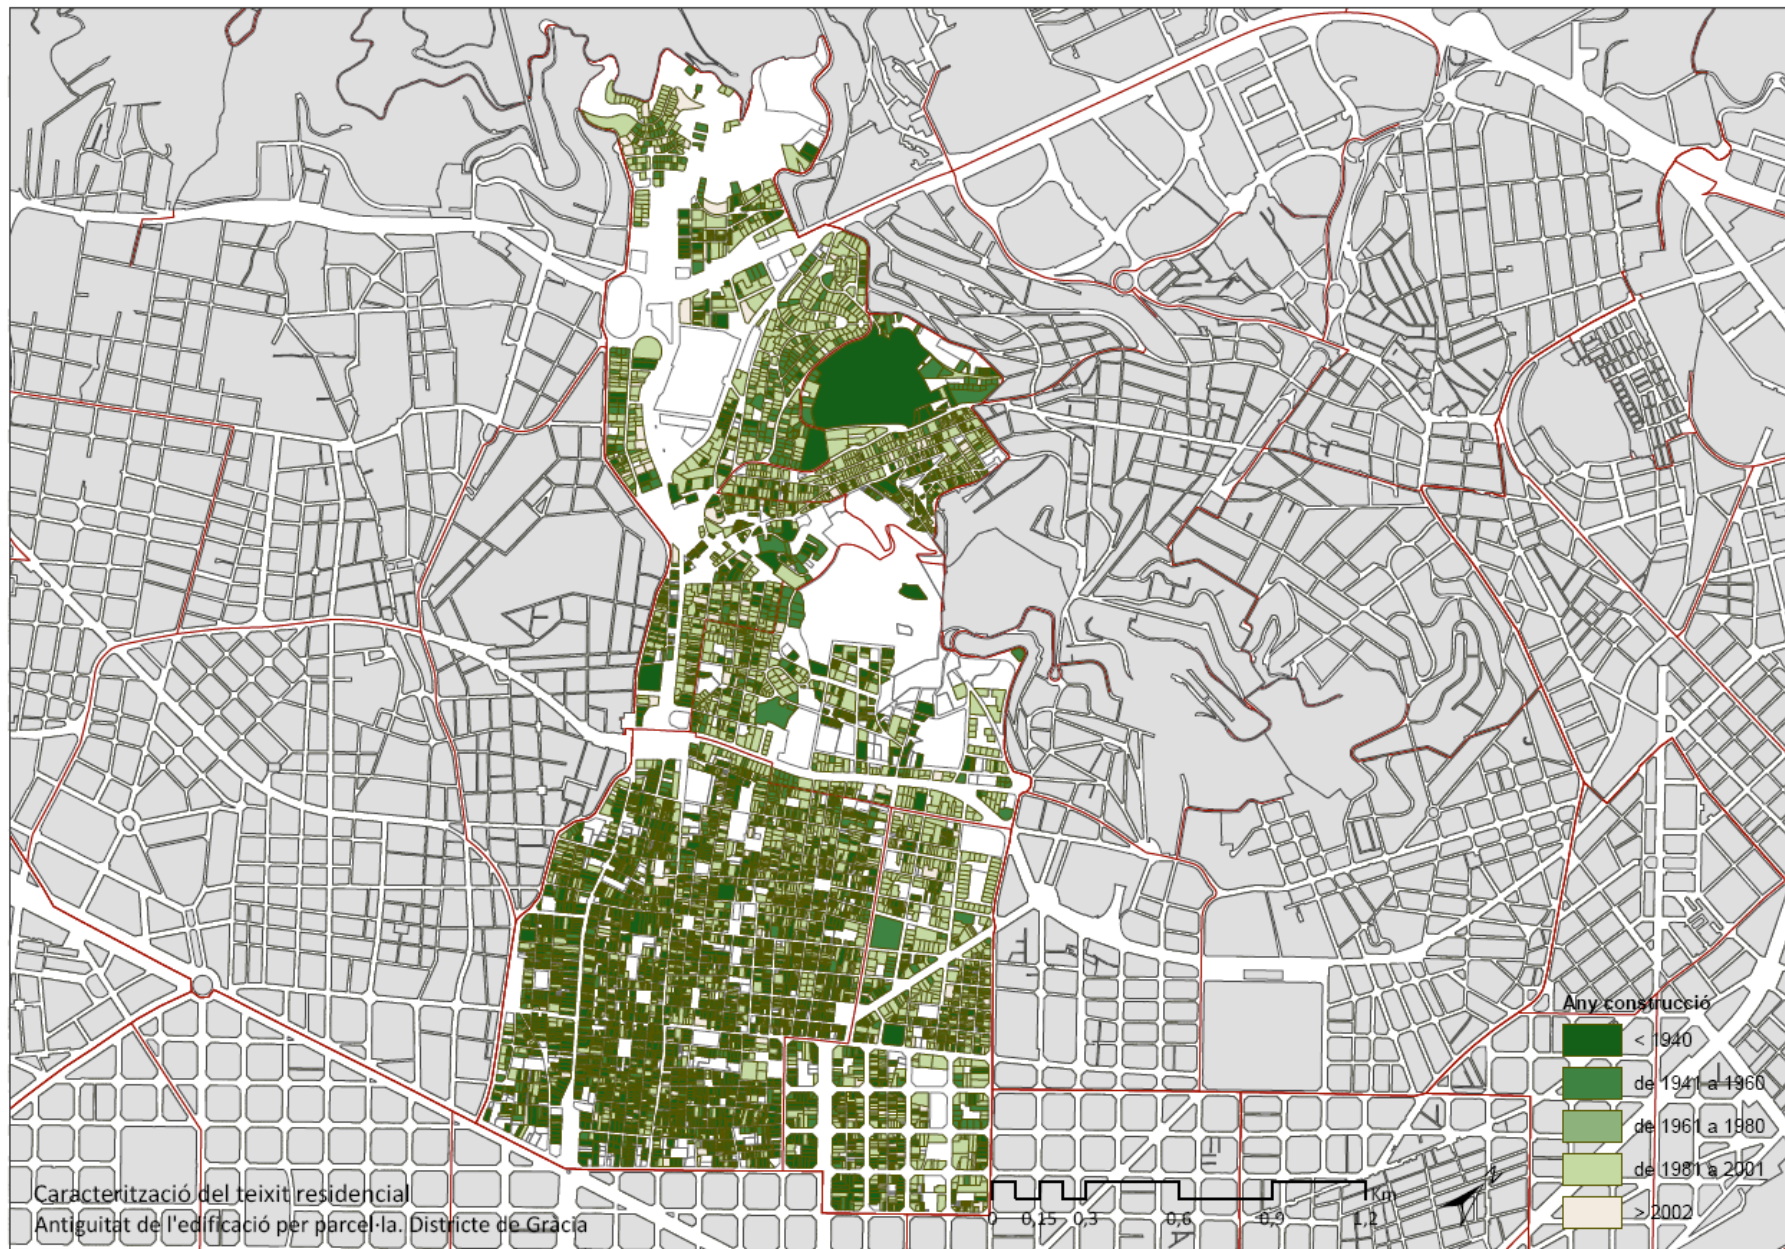 Any construcció
< 1940
de 1941 a 1960
de 1961 a 1980
de 1981 a 2001
> 2002
Caracterització del teixit residencial
Antiguitat de l'edificació per parcel·la. Districte de Gràcia
Km
0 0,15 0,3 0,6 0,9 1,2
N